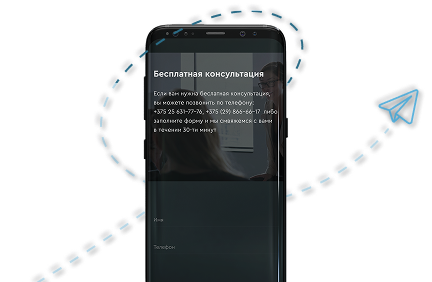 Бесплатная консультация
Если вам нужна бесплатная консультация,
вы можете позвонить по телефону:
+375 25 631-77-76, +375 (29) 866-66-17 либо
заполните форму и мы свяжемся с вами
в течении 30-ти минут
Имя
Телефон